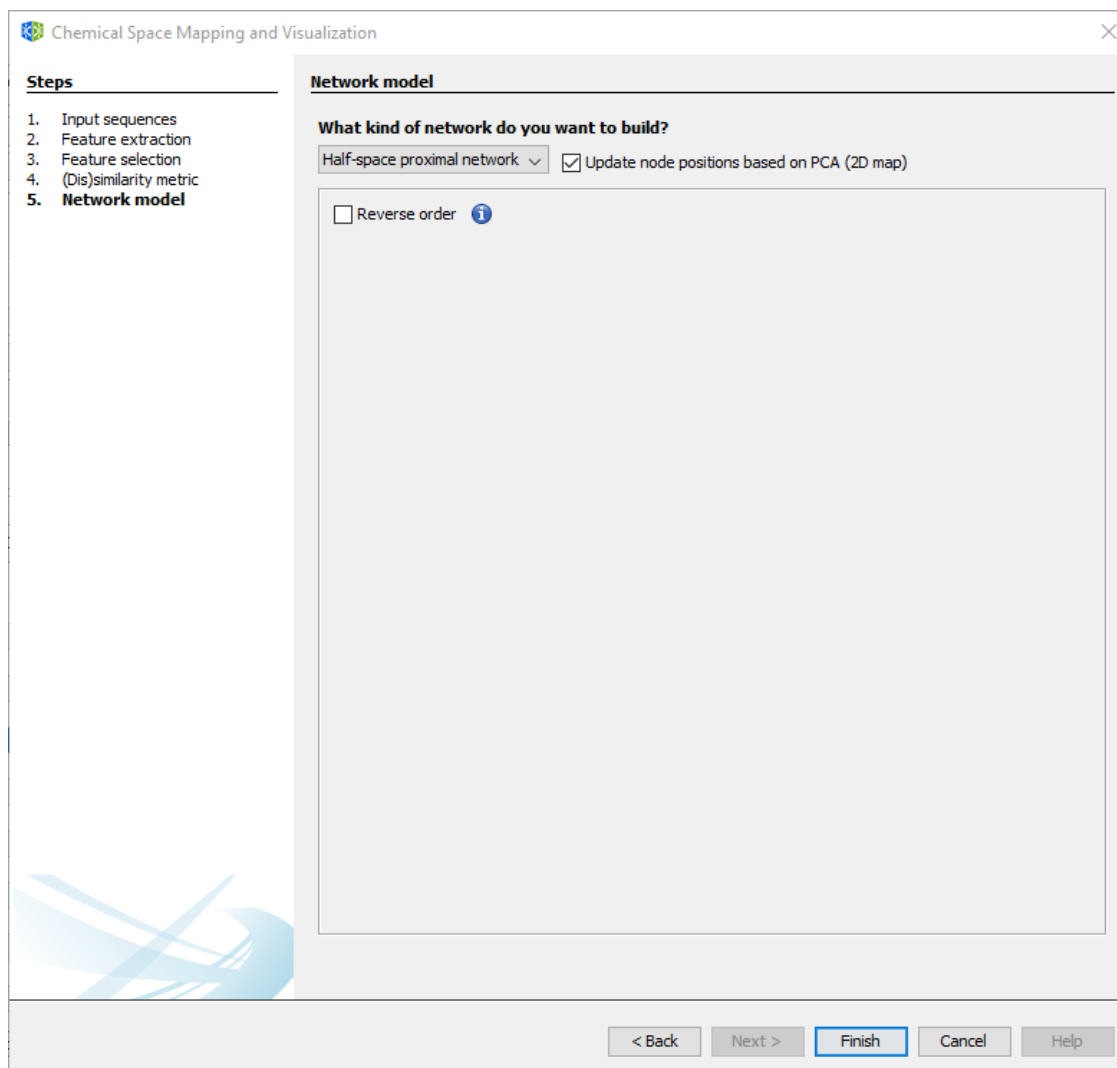 Chemical Space Mapping and Visualization
Steps
1. Input sequences
2. Feature extraction
3. Feature selection
4. (Dis)similarity metric
5. Network model
Network model
What kind of network do you want to build?
Half-space proximal network
Update node positions based on PCA (2D map)
Reverse order
< Back
Next >
Finish
Cancel
Help